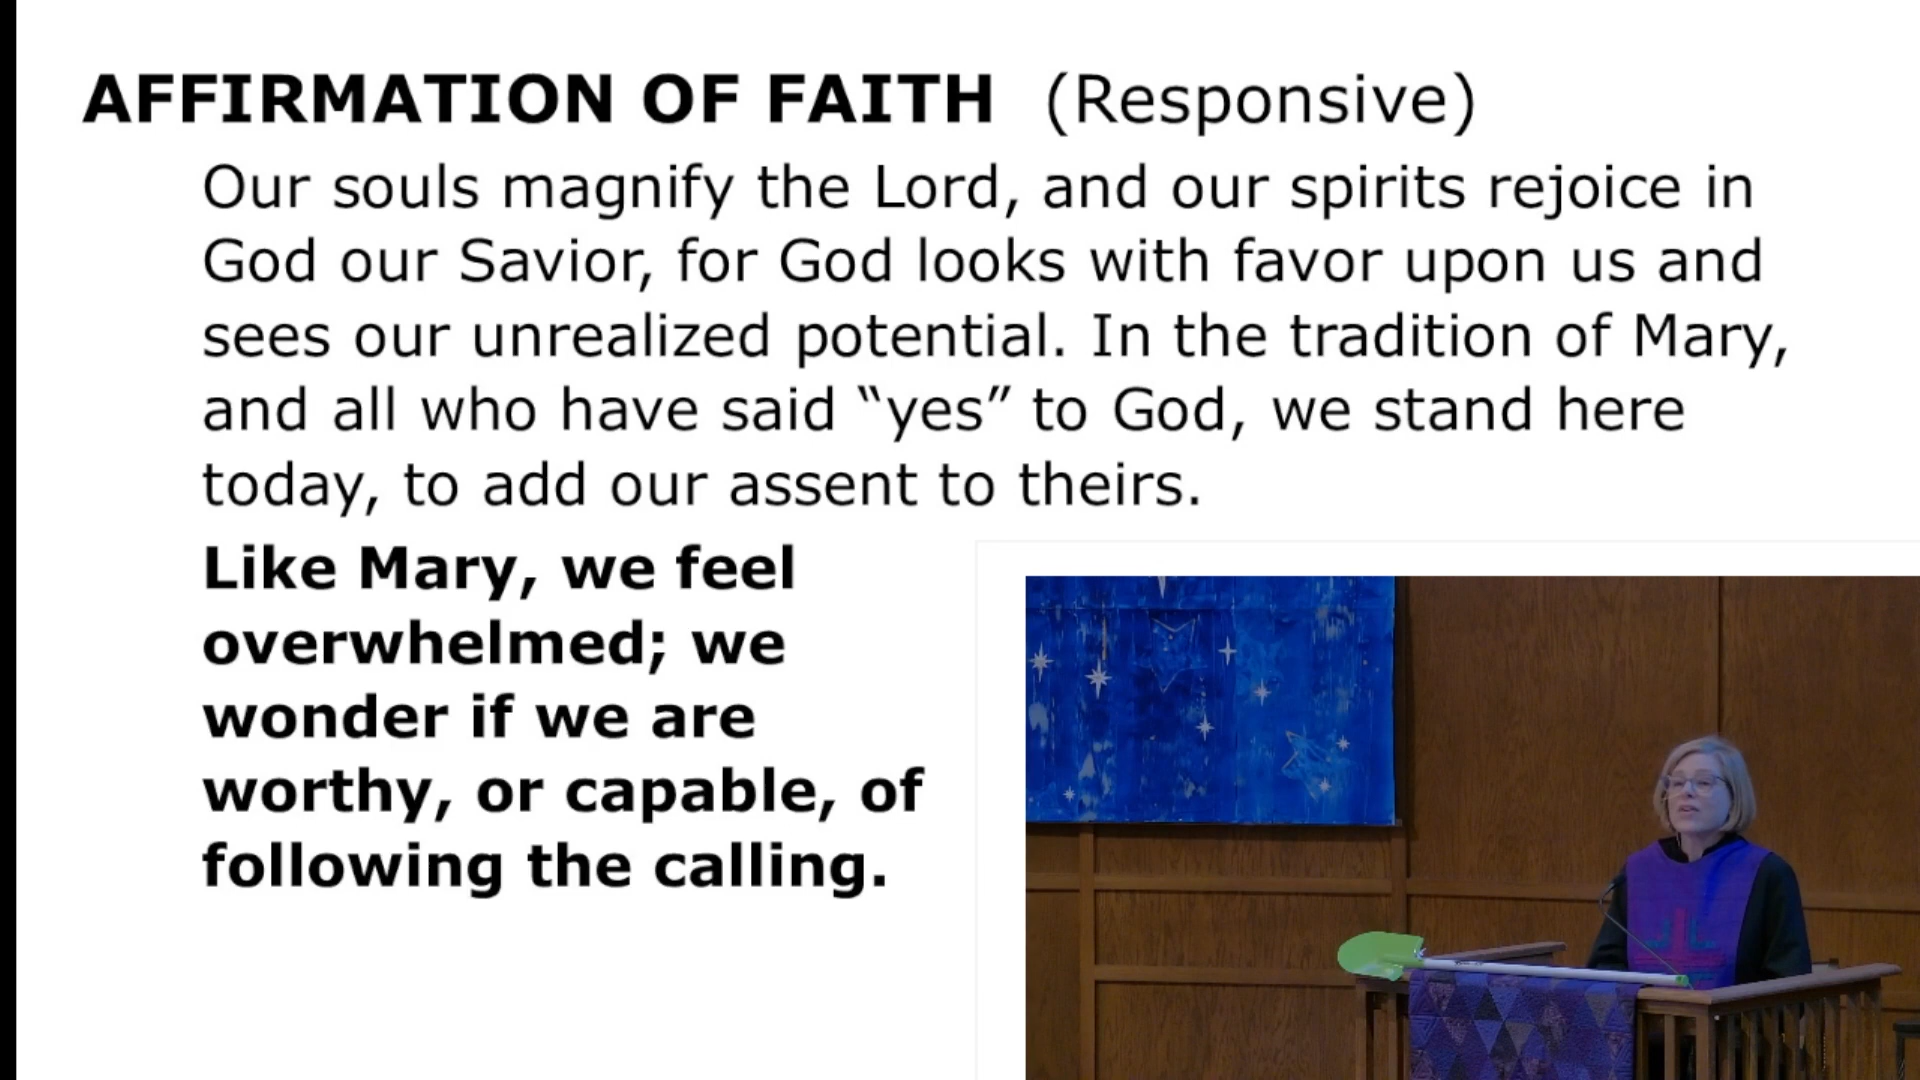 AFFIRMATION OF FAITH (Responsive)
Our souls magnify the Lord, and our spirits rejoice in
God our Savior, for God looks with favor upon us and
sees our unrealized potential. In the tradition of Mary,
and all who have said “yes” to God, we stand here
today, to add our assent to theirs.
Like Mary, we feel
overwhelmed; we
wonder if we are
worthy, or capable, of
following the calling.